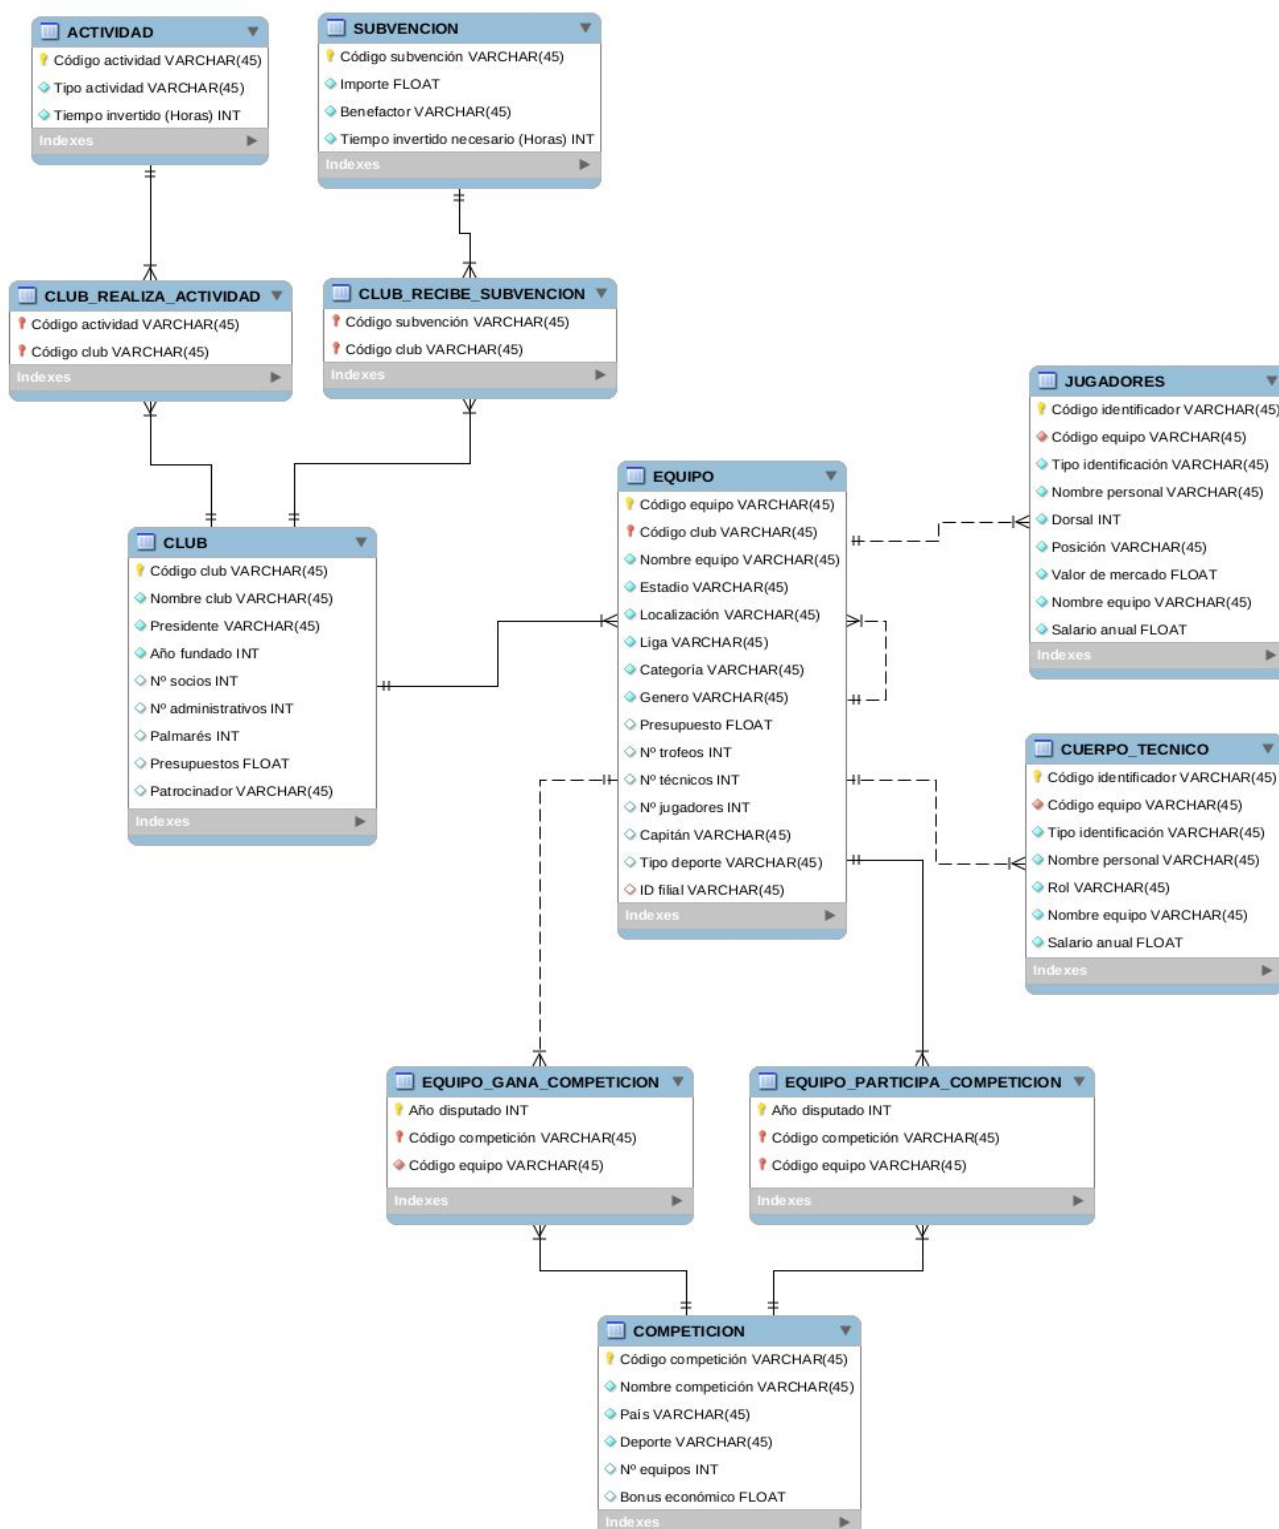 ACTIVIDAD
Código actividad VARCHAR(45)
Tipo actividad VARCHAR(45)
Tiempo invertido (Horas) INT
Indexes
SUBVENCION
Código subvención VARCHAR(45)
Importe FLOAT
Benefactor VARCHAR(45)
Tiempo invertido necesario (Horas) INT
Indexes
CLUB_REALIZA_ACTIVIDAD
Código actividad VARCHAR(45)
Código club VARCHAR(45)
Indexes
CLUB_RECIBE_SUBVENCION
Código subvención VARCHAR(45)
Código club VARCHAR(45)
Indexes
JUGADORES
Código identificador VARCHAR(45)
Código equipo VARCHAR(45)
Tipo identificación VARCHAR(45)
Nombre personal VARCHAR(45)
Dorsal INT
Posición VARCHAR(45)
Valor de mercado FLOAT
Nombre equipo VARCHAR(45)
Salario anual FLOAT
Indexes
EQUIPO
Código equipo VARCHAR(45)
Código club VARCHAR(45)
Nombre equipo VARCHAR(45)
Estadio VARCHAR(45)
Localización VARCHAR(45)
Liga VARCHAR(45)
Categoría VARCHAR(45)
Genero VARCHAR(45)
Presupuesto FLOAT
Nº trofeos INT
Nº técnicos INT
Nº jugadores INT
Capitán VARCHAR(45)
Tipo deporte VARCHAR(45)
ID filial VARCHAR(45)
Indexes
CLUB
Código club VARCHAR(45)
Nombre club VARCHAR(45)
Presidente VARCHAR(45)
Año fundado INT
Nº socios INT
Nº administrativos INT
Palmarés INT
Presupuestos FLOAT
Patrocinador VARCHAR(45)
Indexes
CUERPO_TECNICO
Código identificador VARCHAR(45)
Código equipo VARCHAR(45)
Tipo identificación VARCHAR(45)
Nombre personal VARCHAR(45)
Rol VARCHAR(45)
Nombre equipo VARCHAR(45)
Salario anual FLOAT
Indexes
EQUIPO_GANA_COMPETICION
Año disputado INT
Código competición VARCHAR(45)
Código equipo VARCHAR(45)
Indexes
EQUIPO_PARTICIPA_COMPETICION
Año disputado INT
Código competición VARCHAR(45)
Código equipo VARCHAR(45)
Indexes
COMPETICION
Código competición VARCHAR(45)
Nombre competición VARCHAR(45)
País VARCHAR(45)
Deporte VARCHAR(45)
Nº equipos INT
Bonus económico FLOAT
Indexes